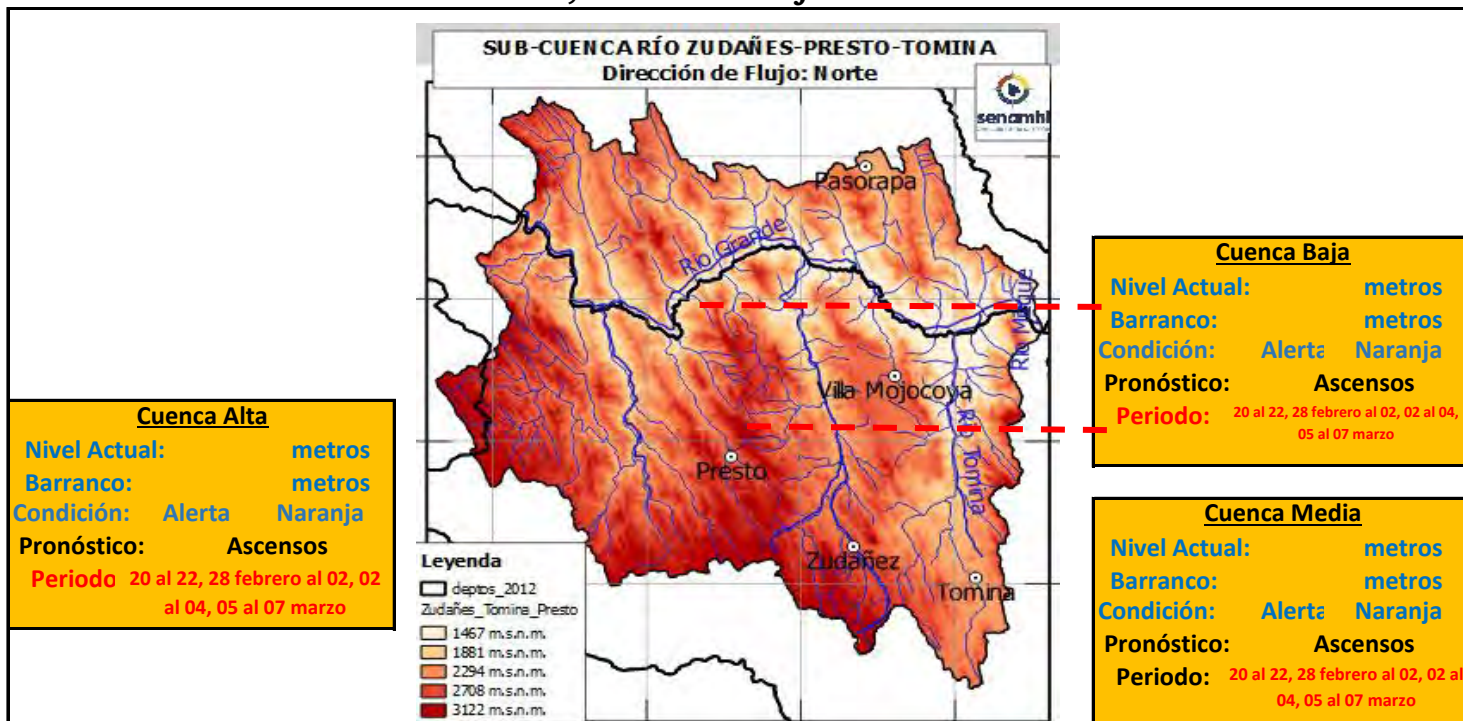 SUB-CUENCA RÍO ZUDAÑES-PRESTO-TOMINA
Dirección de Flujo: Norte
senamhi
Pasorapa
Río Grande
Río Mizque
Villa Mojocoya
Río Tomina
Presto
Zudañez
Tomina
Leyenda
deptos_2012
Zudañes_Tomina_Presto
1467 m.s.n.m.
1881 m.s.n.m.
2294 m.s.n.m.
2708 m.s.n.m.
3122 m.s.n.m.
Cuenca Alta
Nivel Actual: metros
Barranco: metros
Condición: Alerta Naranja
Pronóstico: Ascensos
Periodo 20 al 22, 28 febrero al 02, 02
al 04, 05 al 07 marzo
Cuenca Baja
Nivel Actual: metros
Barranco: metros
Condición: Alerta Naranja
Pronóstico: Ascensos
Periodo: 20 al 22, 28 febrero al 02, 02 al 04,
05 al 07 marzo
Cuenca Media
Nivel Actual: metros
Barranco: metros
Condición: Alerta Naranja
Pronóstico: Ascensos
Periodo: 20 al 22, 28 febrero al 02, 02 al
04, 05 al 07 marzo